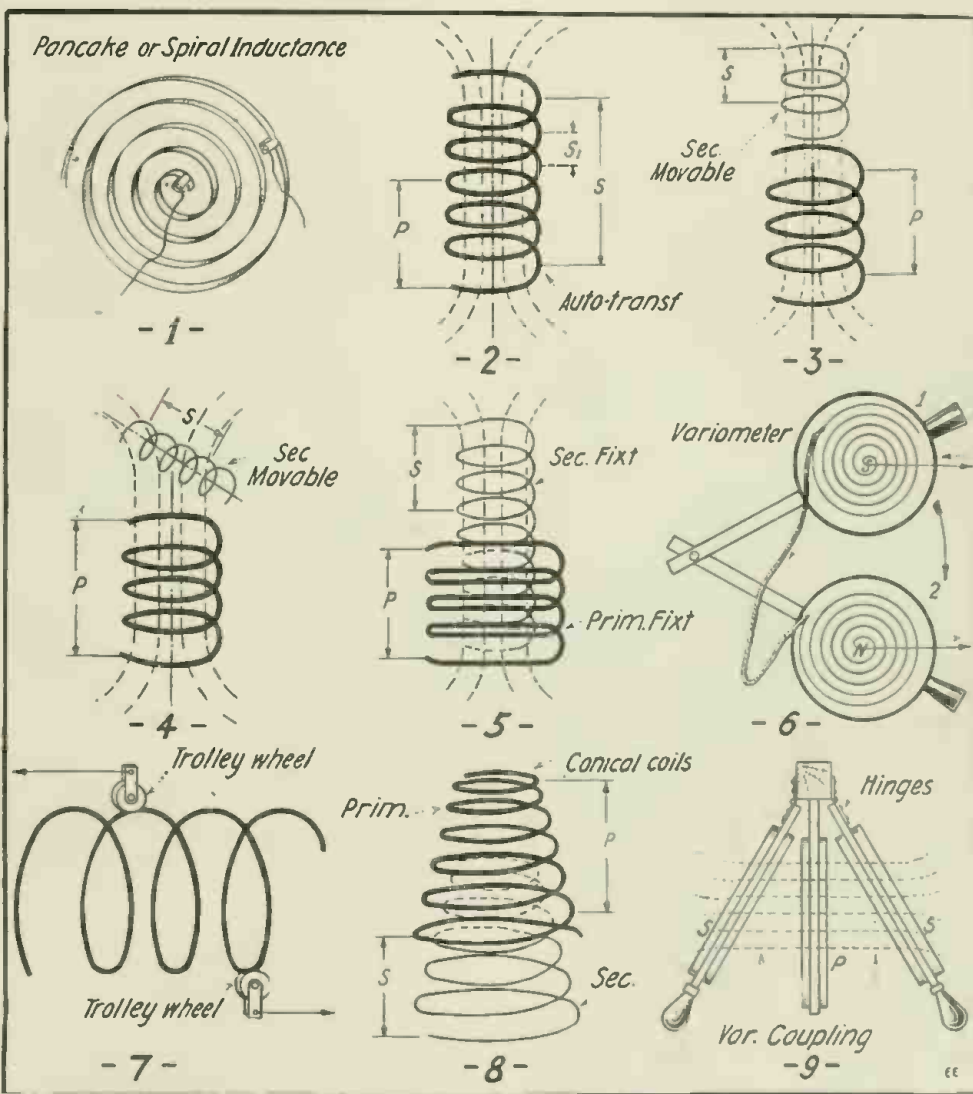 Pancake or Spiral Inductance
- 1 -
S
S1
P
Auto-transf
- 2 -
S
Sec.
Movable
P
- 3 -
S
Sec
Movable
P
- 4 -
S
Sec. Fixt
P
Prim. Fixt
- 5 -
Variometer
1
S
2
N
- 6 -
Trolley wheel
Trolley wheel
- 7 -
Conical coils
Prim.
P
S
Sec.
- 8 -
Hinges
S
S
P
Var. Coupling
- 9 -
EE